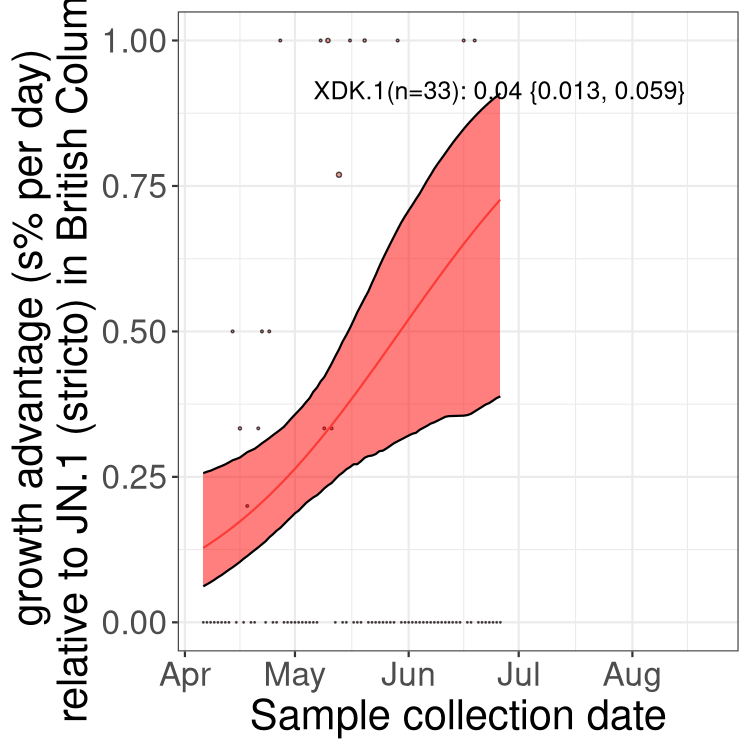 growth advantage (s% per day)
relative to JN.1 (stricto) in British Colum
1.00
0.75
0.50
0.25
0.00
XDK.1(n=33): 0.04 {0.013, 0.059}
Apr May Jun Jul Aug
Sample collection date